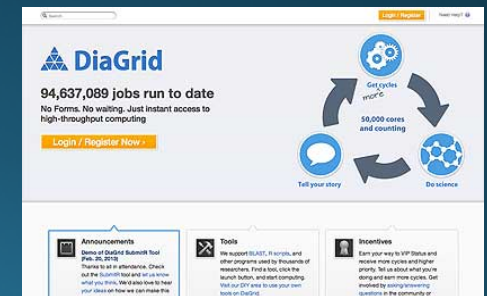 Search
Login / Register
Need Help?
DiaGrid
94,637,089 jobs run to date
No Forms. No waiting. Just instant access to
high-throughput computing
Login / Register Now ›
Get cycles
more
50,000 cores
and counting
Tell your story
Do science
Announcements
Demo of DiaGrid SubmitR Tool
(Feb. 20, 2013)
Thanks to all in attendance. Check
out the SubmitR tool and let us know
what you think. We'd also love to hear
your ideas on how we can make this
Tools
We support BLAST, R scripts, and
other programs used by thousands of
researchers. Find a tool, click the
launch button, and start computing.
Visit our DIY area to use your own
tools on DiaGrid.
Incentives
Earn your way to VIP Status and
receive more cycles and higher
priority. Tell us about what you're
doing and earn more cycles. Get
involved by asking/answering
questions in the community or